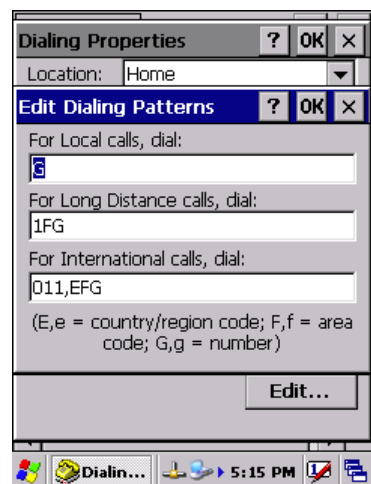 Dialing Properties ? OK ×
Location: Home
Edit Dialing Patterns ? OK ×
For Local calls, dial:
G
For Long Distance calls, dial:
1FG
For International calls, dial:
011,EFG
(E,e = country/region code; F,f = area
code; G,g = number)
Edit...
Dialin... 5:15 PM